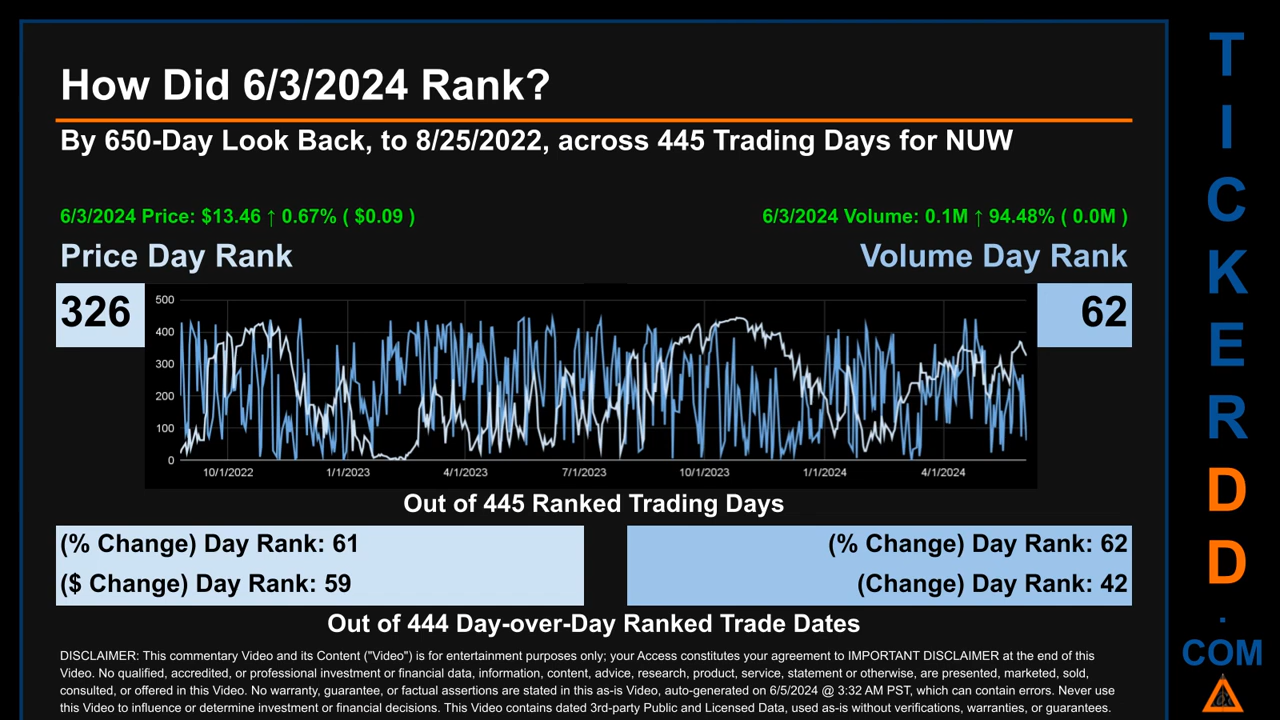 How Did 6/3/2024 Rank?
By 650-Day Look Back, to 8/25/2022, across 445 Trading Days for NUW
6/3/2024 Price: $13.46 ↑ 0.67% ( $0.09 )
6/3/2024 Volume: 0.1M ↑ 94.48% ( 0.0M )
Price Day Rank
Volume Day Rank
326
62
500
400
300
200
100
0
10/1/2022 1/1/2023 4/1/2023 7/1/2023 10/1/2023 1/1/2024 4/1/2024
Out of 445 Ranked Trading Days
(% Change) Day Rank: 61
($ Change) Day Rank: 59
(% Change) Day Rank: 62
(Change) Day Rank: 42
Out of 444 Day-over-Day Ranked Trade Dates
DISCLAIMER: This commentary Video and its Content ("Video") is for entertainment purposes only; your Access constitutes your agreement to IMPORTANT DISCLAIMER at the end of this
Video. No qualified, accredited, or professional investment or financial data, information, content, advice, research, product, service, statement or otherwise, are presented, marketed, sold,
consulted, or offered in this Video. No warranty, guarantee, or factual assertions are stated in this as-is Video, auto-generated on 6/5/2024 @ 3:32 AM PST, which can contain errors. Never use
this Video to influence or determine investment or financial decisions. This Video contains dated 3rd-party Public and Licensed Data, used as-is without verifications, warranties, or guarantees.
T
I
C
K
E
R
D
D
.
COM